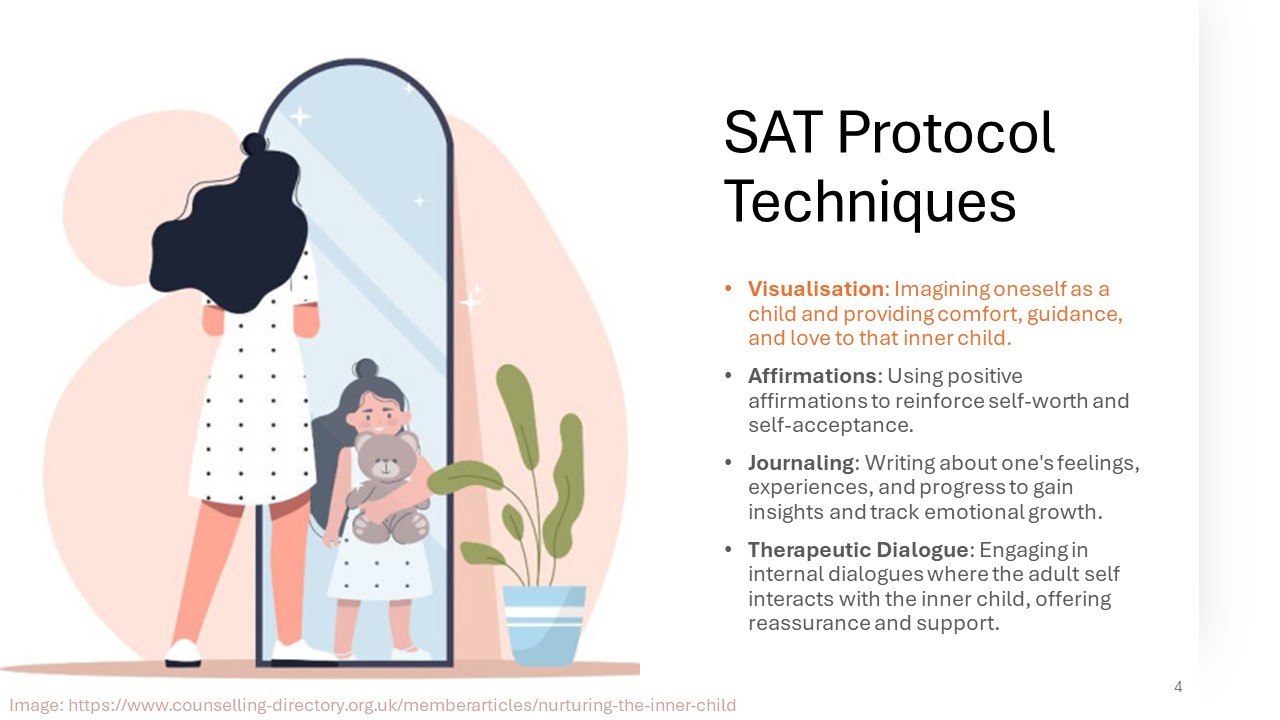 SAT Protocol
Techniques
• Visualisation: Imagining oneself as a
child and providing comfort, guidance,
and love to that inner child.
• Affirmations: Using positive
affirmations to reinforce self-worth and
self-acceptance.
• Journaling: Writing about one's feelings,
experiences, and progress to gain
insights and track emotional growth.
• Therapeutic Dialogue: Engaging in
internal dialogues where the adult self
interacts with the inner child, offering
reassurance and support.
4
Image: https://www.counselling-directory.org.uk/memberarticles/nurturing-the-inner-child